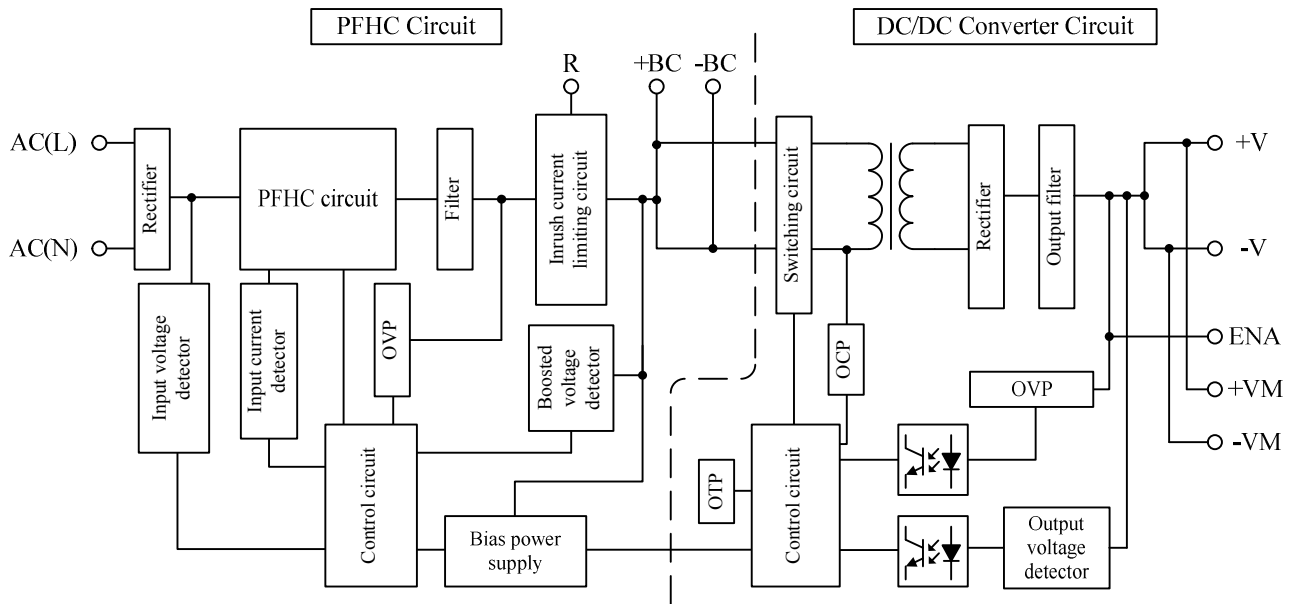 PFHC Circuit
DC/DC Converter Circuit
R
+BC
-BC
AC(L)
AC(N)
Rectifier
PFHC circuit
Filter
Inrush current
limiting circuit
Switching circuit
Rectifier
Output filter
+V
-V
ENA
+VM
-VM
Input voltage
detector
Input current
detector
OVP
Boosted
voltage
detector
OCP
OVP
Control circuit
OTP
Control circuit
Bias power
supply
Output
voltage
detector